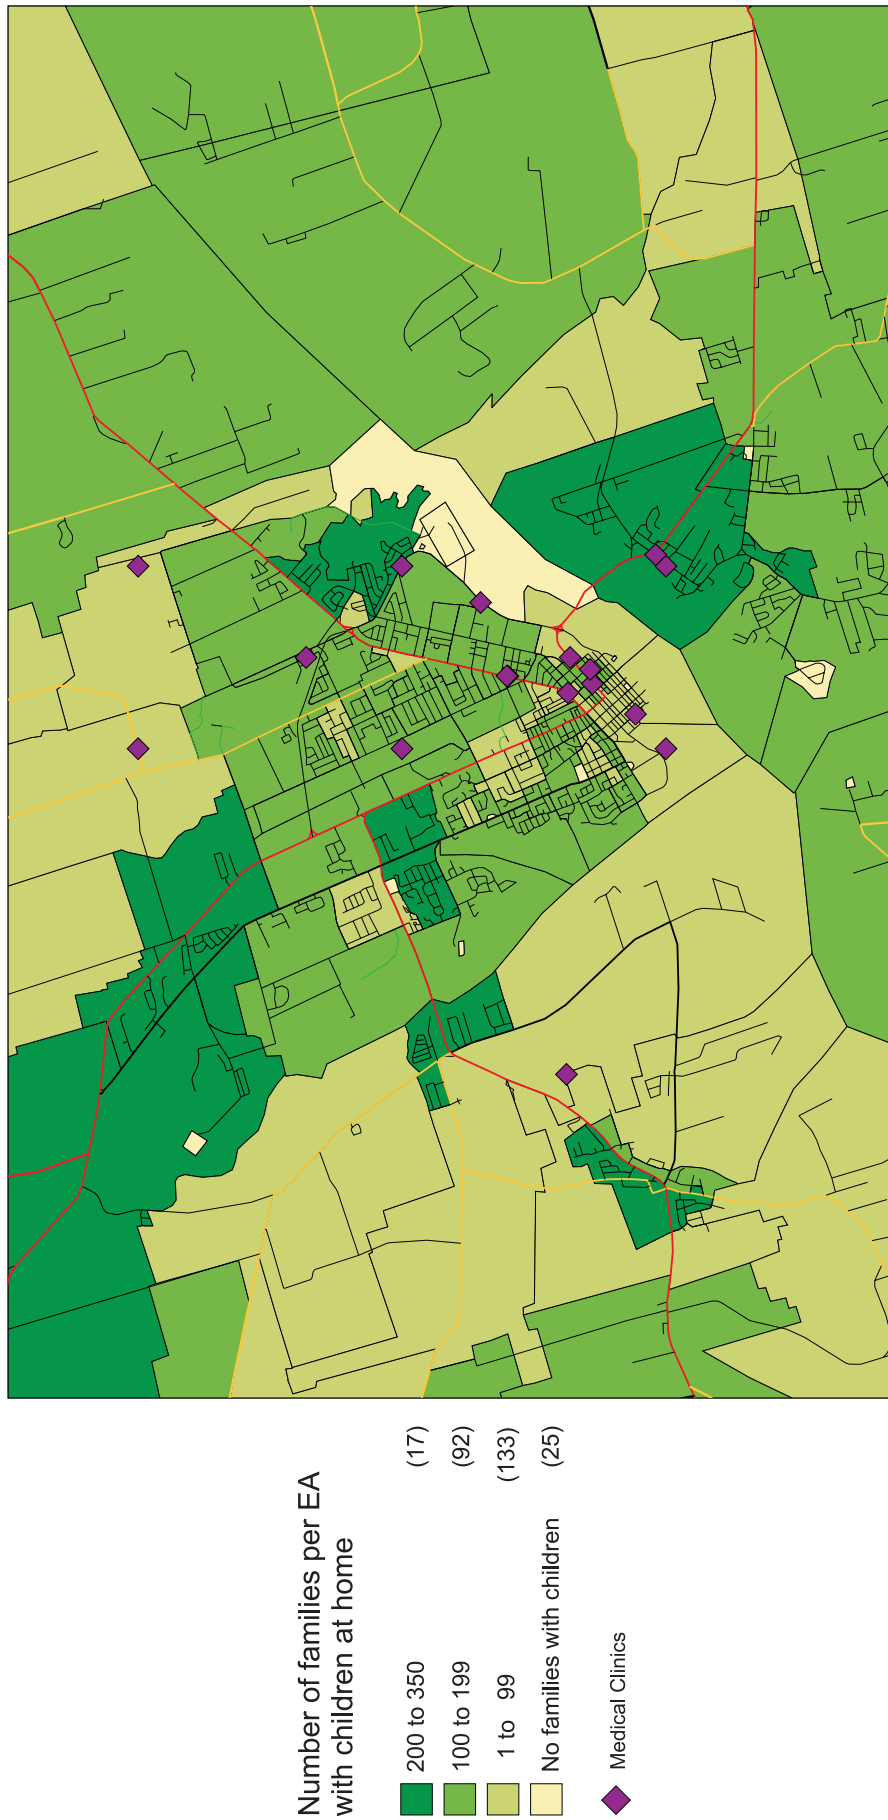 Number of families per EA
with children at home
200 to 350 (17)
100 to 199 (92)
1 to 99 (133)
No families with children (25)
Medical Clinics